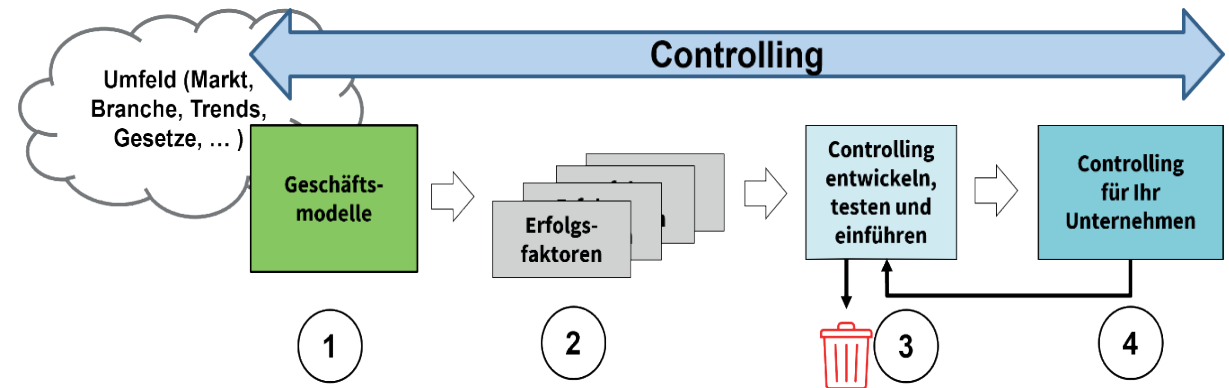 Controlling
Umfeld (Markt,
Branche, Trends,
Gesetze, … )
Geschäfts-
modelle
Erfolgs-
faktoren
Controlling
entwickeln,
testen und
einführen
Controlling
für Ihr
Unternehmen
1
2
3
4